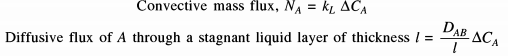 Convective mass flux, N_A = k_L ΔC_A
Diffusive flux of A through a stagnant liquid layer of thickness l = D_AB/l ΔC_A